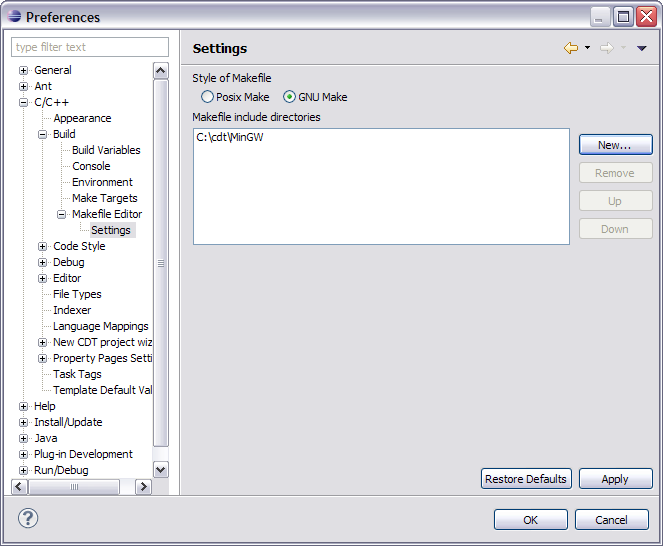 Preferences
type filter text
General
Ant
C/C++
Appearance
Build
Build Variables
Console
Environment
Make Targets
Makefile Editor
Settings
Code Style
Debug
Editor
File Types
Indexer
Language Mappings
New CDT project wiz
Property Pages Setti
Task Tags
Template Default Val
Help
Install/Update
Java
Plug-in Development
Run/Debug
Settings
Style of Makefile
Posix Make GNU Make
Makefile include directories
C:\cdt\MinGW
New...
Remove
Up
Down
Restore Defaults Apply
?
OK Cancel